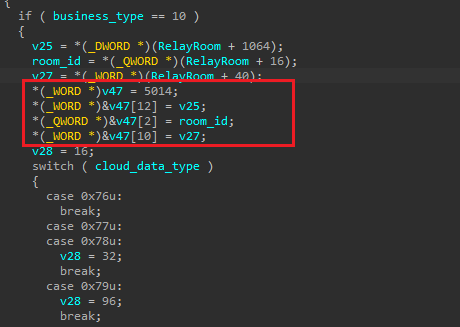 {
if ( business_type == 10 )
{
v25 = *(_DWORD *)(RelayRoom + 1064);
room_id = *(_QWORD *)(RelayRoom + 16);
v27 = *(_WORD *)(RelayRoom + 40);
*(_WORD *)v47 = 5014;
*(_WORD *)&v47[12] = v25;
*(_QWORD *)&v47[2] = room_id;
*(_WORD *)&v47[10] = v27;
v28 = 16;
switch ( cloud_data_type )
{
case 0x76u:
break;
case 0x77u:
case 0x78u:
v28 = 32;
break;
case 0x79u:
v28 = 96;
break;